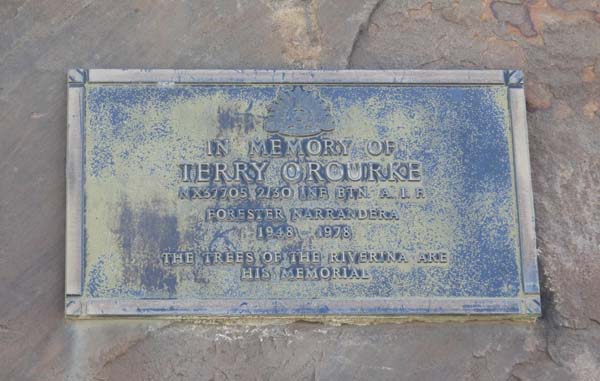 IN MEMORY OF
TERRY O'ROURKE
NX37705 2/30 INF BTN. A. I. F.
FORESTER NARRANDERA
1948 - 1978
THE TREES OF THE RIVERINA ARE
HIS MEMORIAL